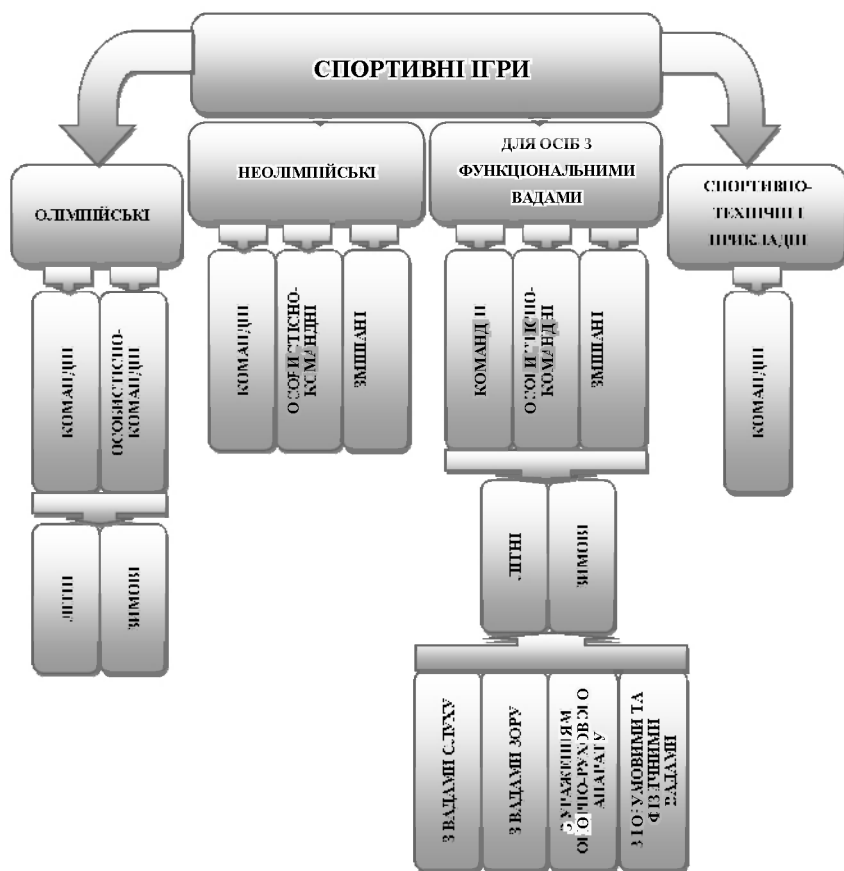 СПОРТИВНІ ІГРИ
ОЛІМПІЙСЬКІ
НЕОЛІМПІЙСЬКІ
ДЛЯ ОСІБ З
ФУНКЦІОНАЛЬНИМИ
ВАДАМИ
СПОРТИВНО-
ТЕХНІЧНІ І
ПРИКЛАДНІ
КОМАНДНІ
ОСОБИСТІСНО-
КОМАНДНІ
КОМАНДНІ
ОСОБИСТІСНО-
КОМАНДНІ
ЗМІШАНІ
КОМАНДНІ
ОСОБИСТІСНО-
КОМАНДНІ
ЗМІШАНІ
КОМАНДНІ
ЛІТНІ
ЗИМОВІ
ЛІТНІ
ЗИМОВІ
З ВАДАМИ СЛУХУ
З ВАДАМИ ЗОРУ
З УРАЖЕННЯМ
ОПОРНО-РУХОВОГО
АПАРАТУ
З РОЗУМОВИМИ ТА
ФІЗИЧНИМИ
ВАДАМИ